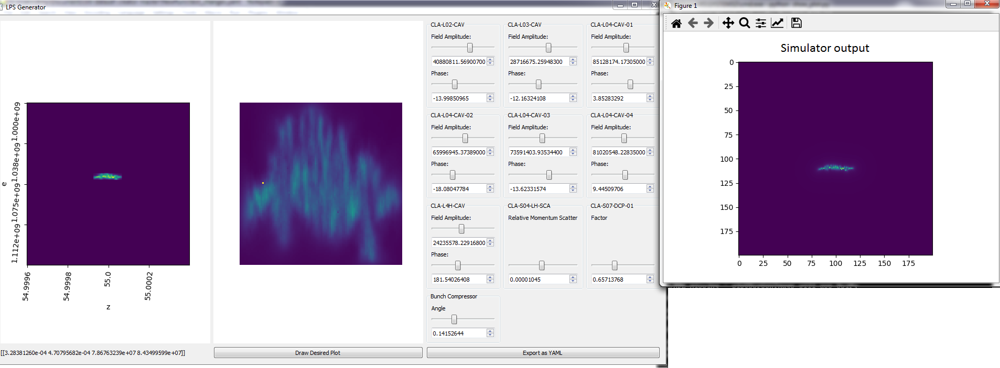 LPS Generator
CLA-L02-CAV
Field Amplitude:
40880811.56900700
Phase:
-13.99850965
CLA-L03-CAV
Field Amplitude:
28716675.25948300
Phase:
-12.16324108
CLA-L04-CAV-01
Field Amplitude:
85128174.17305000
Phase:
3.85283292
CLA-L04-CAV-02
Field Amplitude:
65996945.37389000
Phase:
-18.08047784
CLA-L04-CAV-03
Field Amplitude:
73591403.93534400
Phase:
-13.62331574
CLA-L04-CAV-04
Field Amplitude:
81020548.22835000
Phase:
9.44509706
CLA-L4H-CAV
Field Amplitude:
24235578.22916800
Phase:
181.54026408
CLA-S04-LH-SCA
Relative Momentum Scatter
0.00001045
CLA-S07-DCP-01
Factor
0.65713768
Bunch Compressor
Angle
0.14152644
e
1.112e+09 1.075e+09 1.038e+09 1.000e+09
54.9996 54.9998 55.0 55.0002
z
[[3.28381260e-04 4.70795682e-04 7.86763239e+07 8.43499599e+07]]
Draw Desired Plot
Export as YAML
Figure 1
Simulator output
0
25
50
75
100
125
150
175
0 25 50 75 100 125 150 175